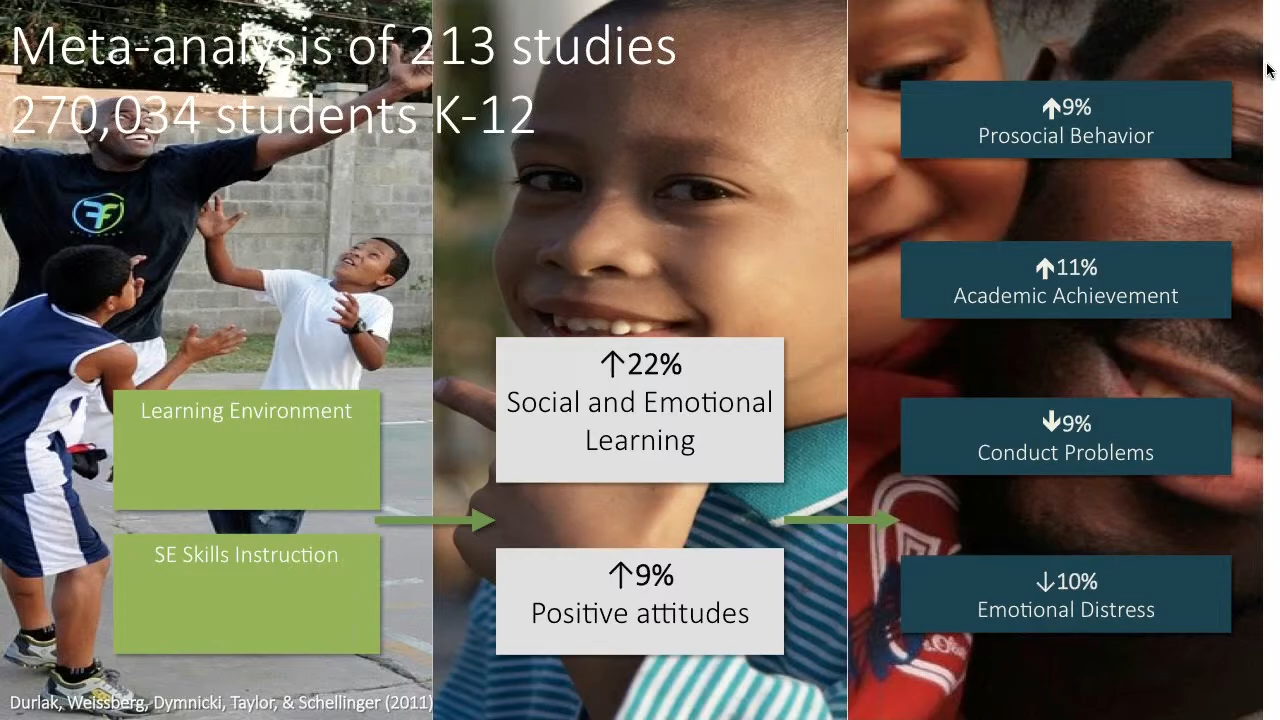 Meta-analysis of 213 studies
270,034 students K-12
Learning Environment
SE Skills Instruction
↑22%
Social and Emotional
Learning
↑9%
Positive attitudes
↑9%
Prosocial Behavior
↑11%
Academic Achievement
↓9%
Conduct Problems
↓10%
Emotional Distress
Durlak, Weissberg, Dymnicki, Taylor, & Schellinger (2011)